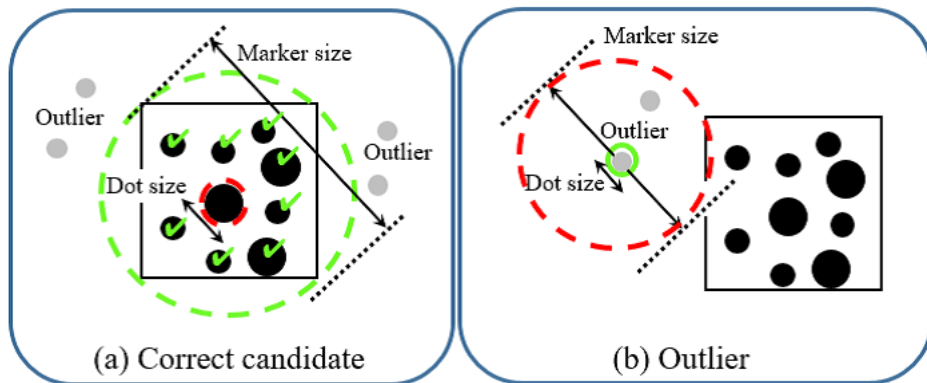 Marker size
Outlier
Outlier
Dot size
(a) Correct candidate
Marker size
Outlier
Dot size
(b) Outlier